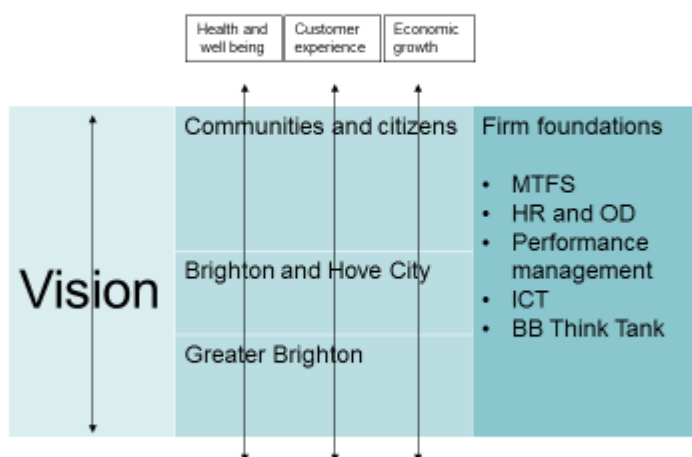 Health and
well being
Customer
experience
Economic
growth
Vision
Communities and citizens
Brighton and Hove City
Greater Brighton
Firm foundations
• MTFS
• HR and OD
• Performance
management
• ICT
• BB Think Tank